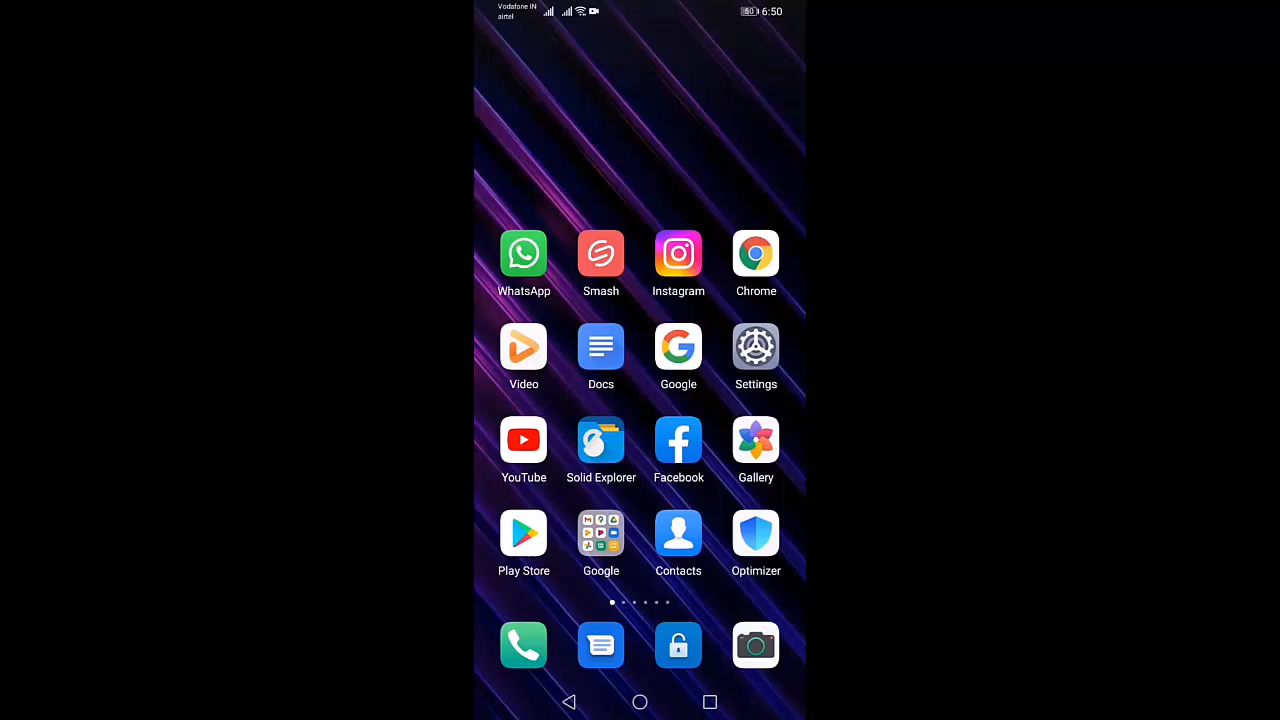 Vodafone IN
airtel
50 6:50
WhatsApp Smash Instagram Chrome
Video Docs Google Settings
YouTube Solid Explorer Facebook Gallery
Play Store Google Contacts Optimizer